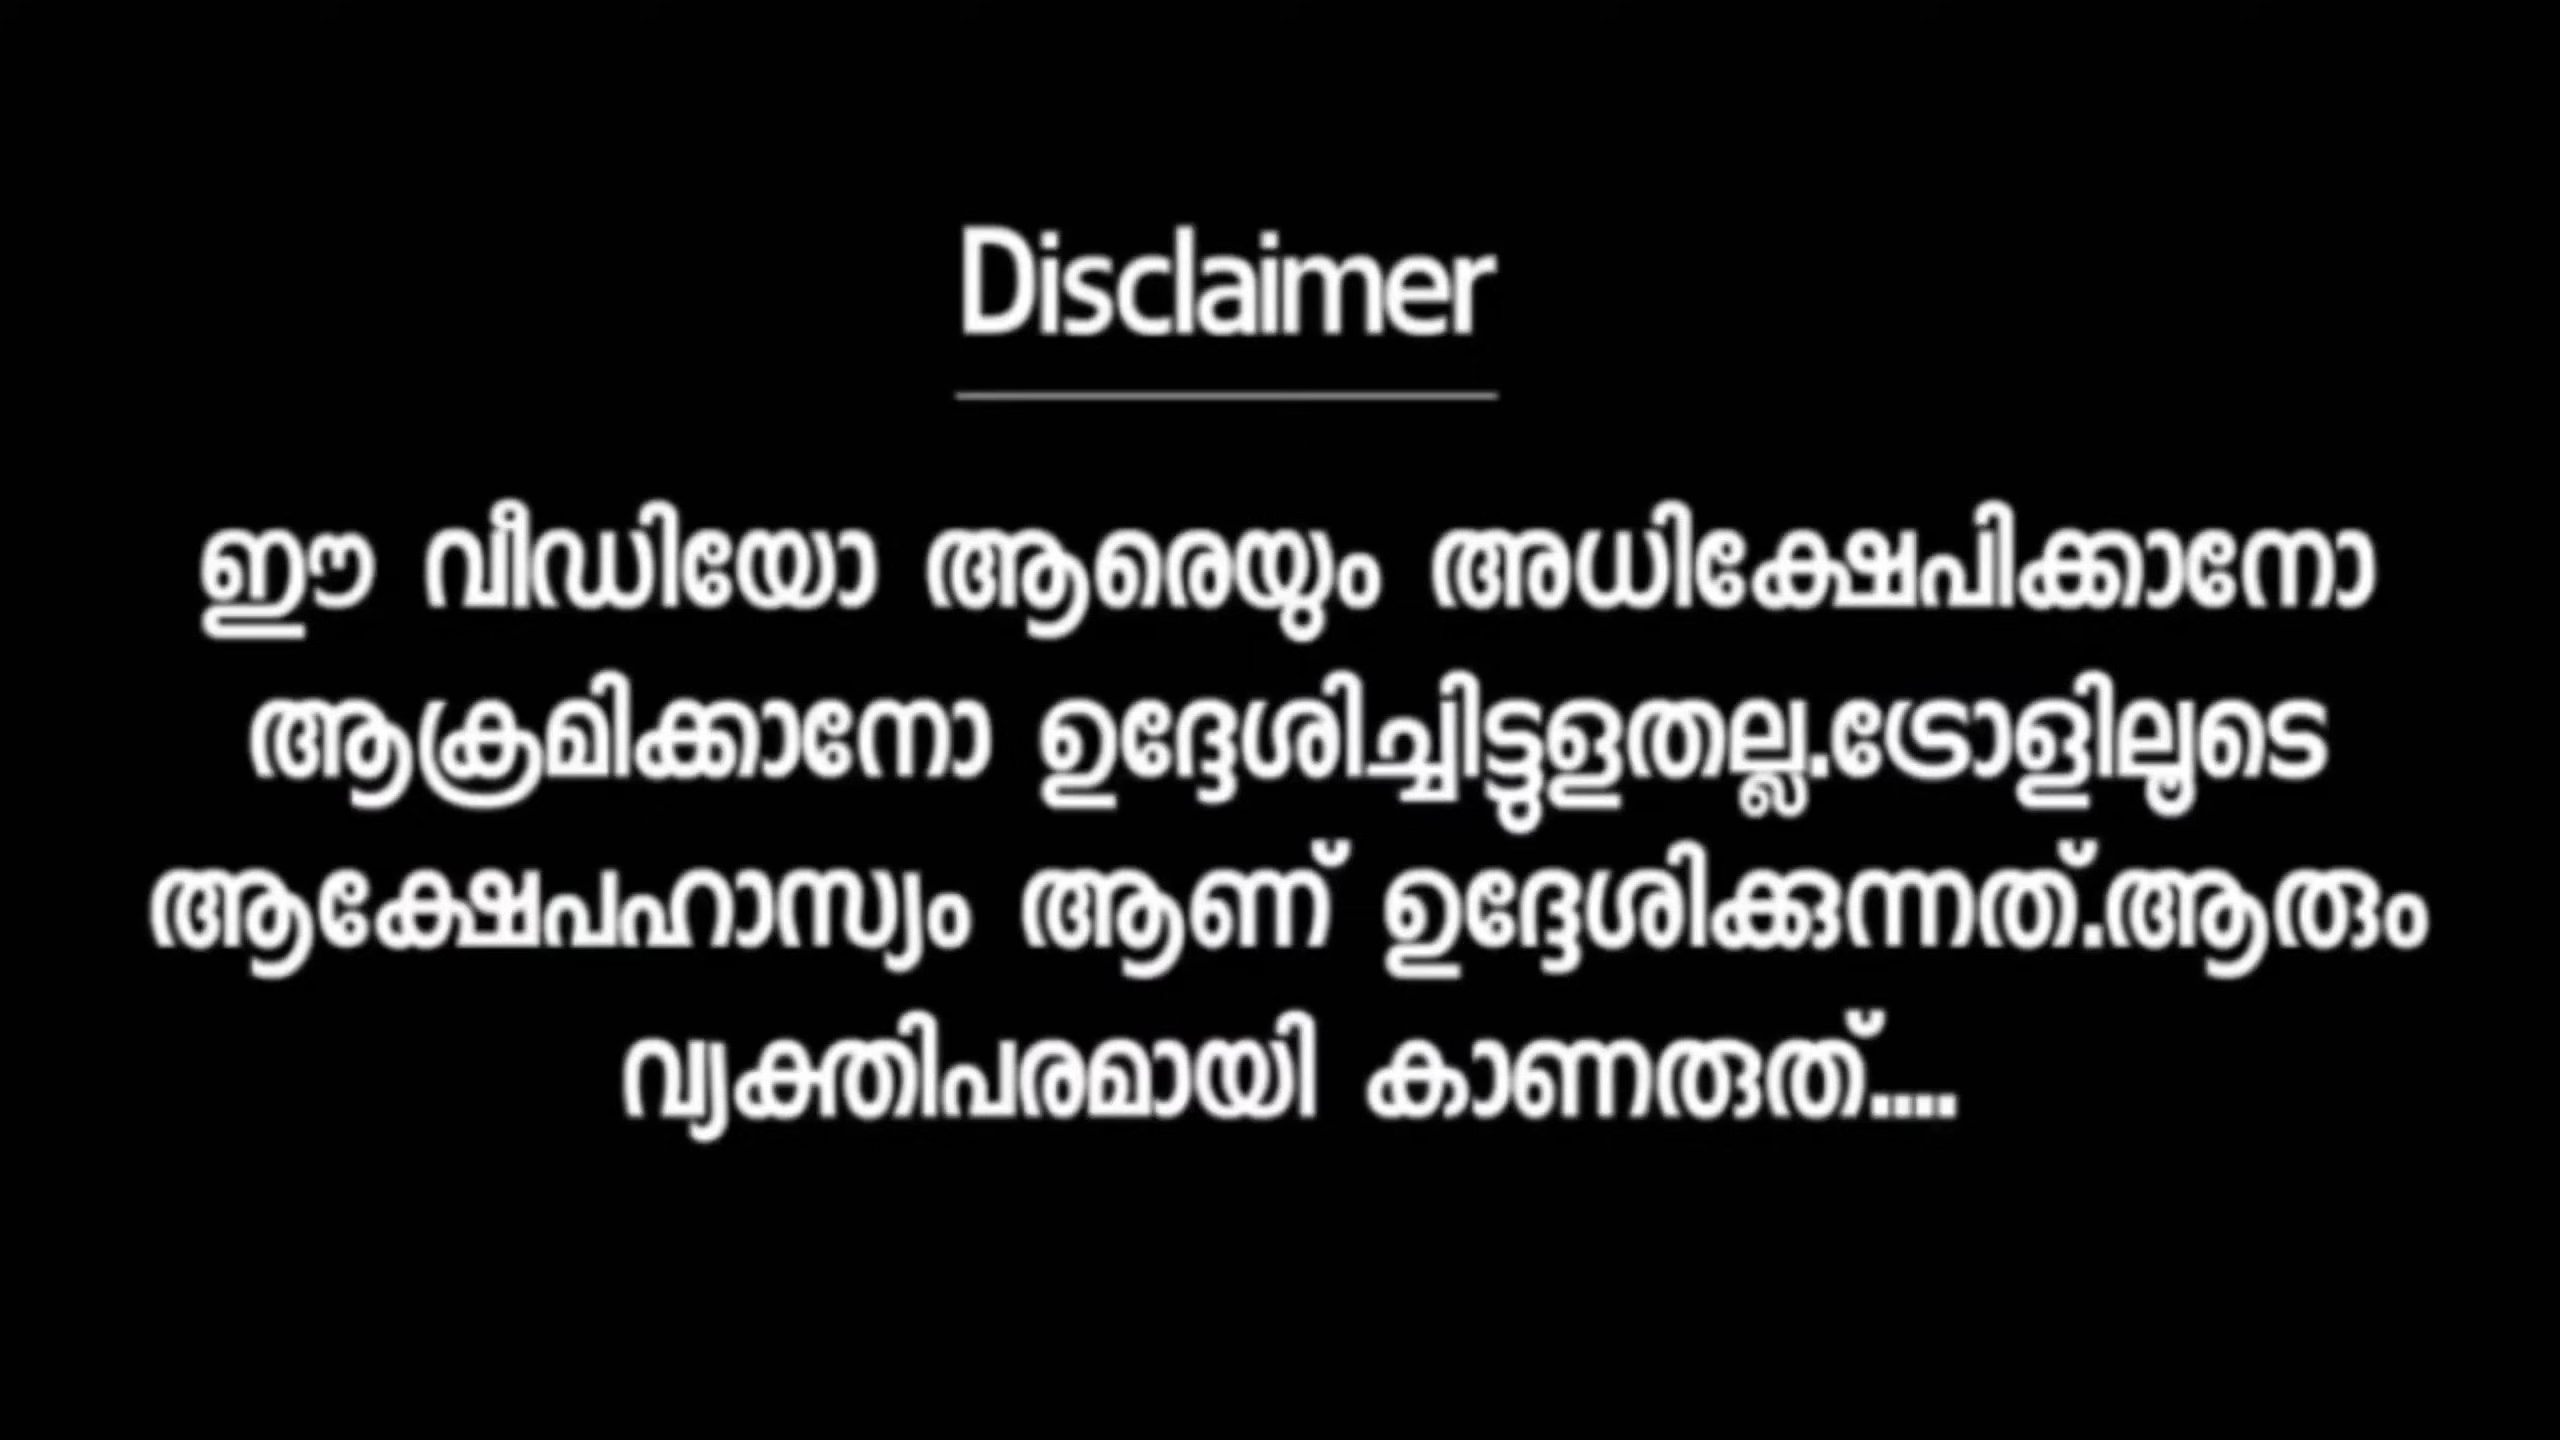 Disclaimer
ഈ വീഡിയോ ആരെയും അധിക്ഷേപിക്കാനോ
ആക്രമിക്കാനോ ഉദ്ദേശിച്ചിട്ടുളതല്ല.ട്രോളിലൂടെ
ആക്ഷേപഹാസ്യം ആണ് ഉദ്ദേശിക്കുന്നത്.ആരും
വ്യക്തിപരമായി കാണരുത്....